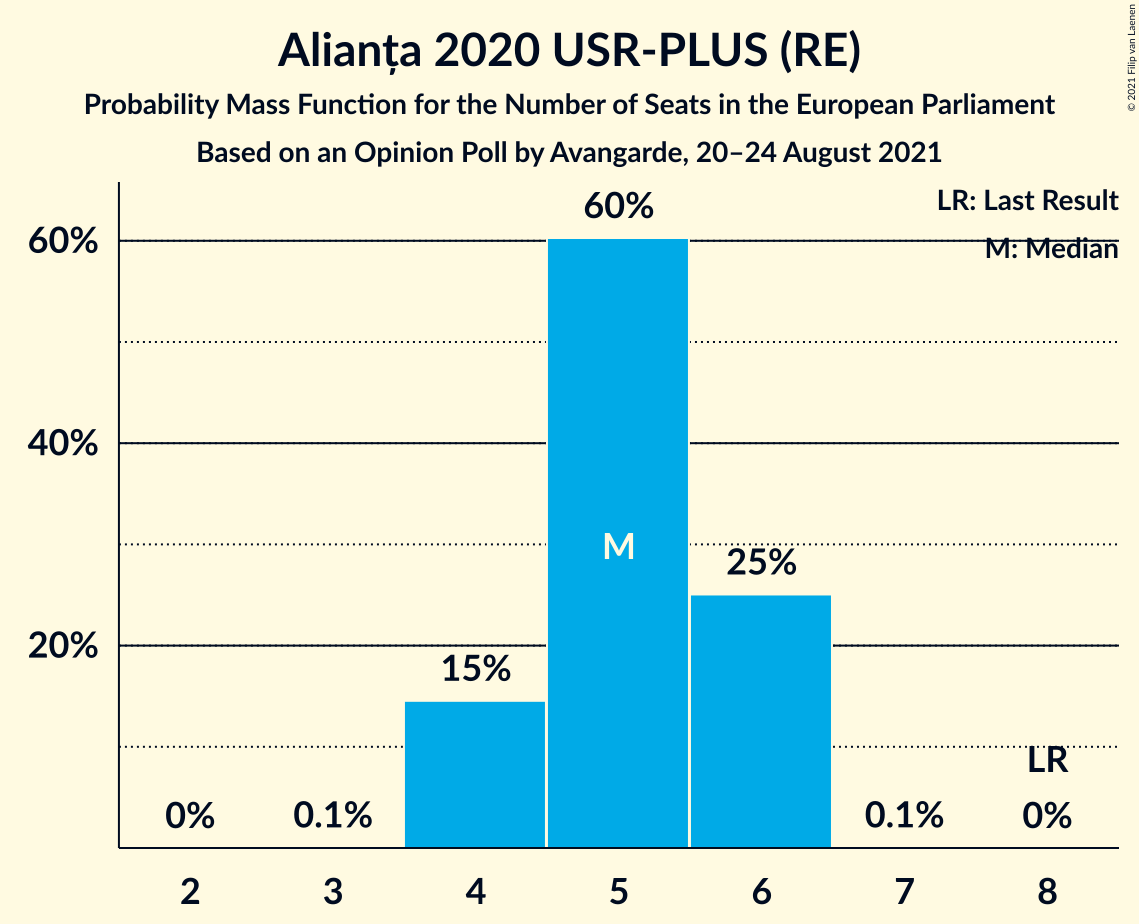 Alianța 2020 USR-PLUS (RE)
Probability Mass Function for the Number of Seats in the European Parliament
Based on an Opinion Poll by Avangarde, 20–24 August 2021
© 2021 Filip van Laenen
LR: Last Result
M: Median
60%
40%
20%
0%
0.1%
15%
60%
M
25%
0.1%
LR
0%
2
3
4
5
6
7
8